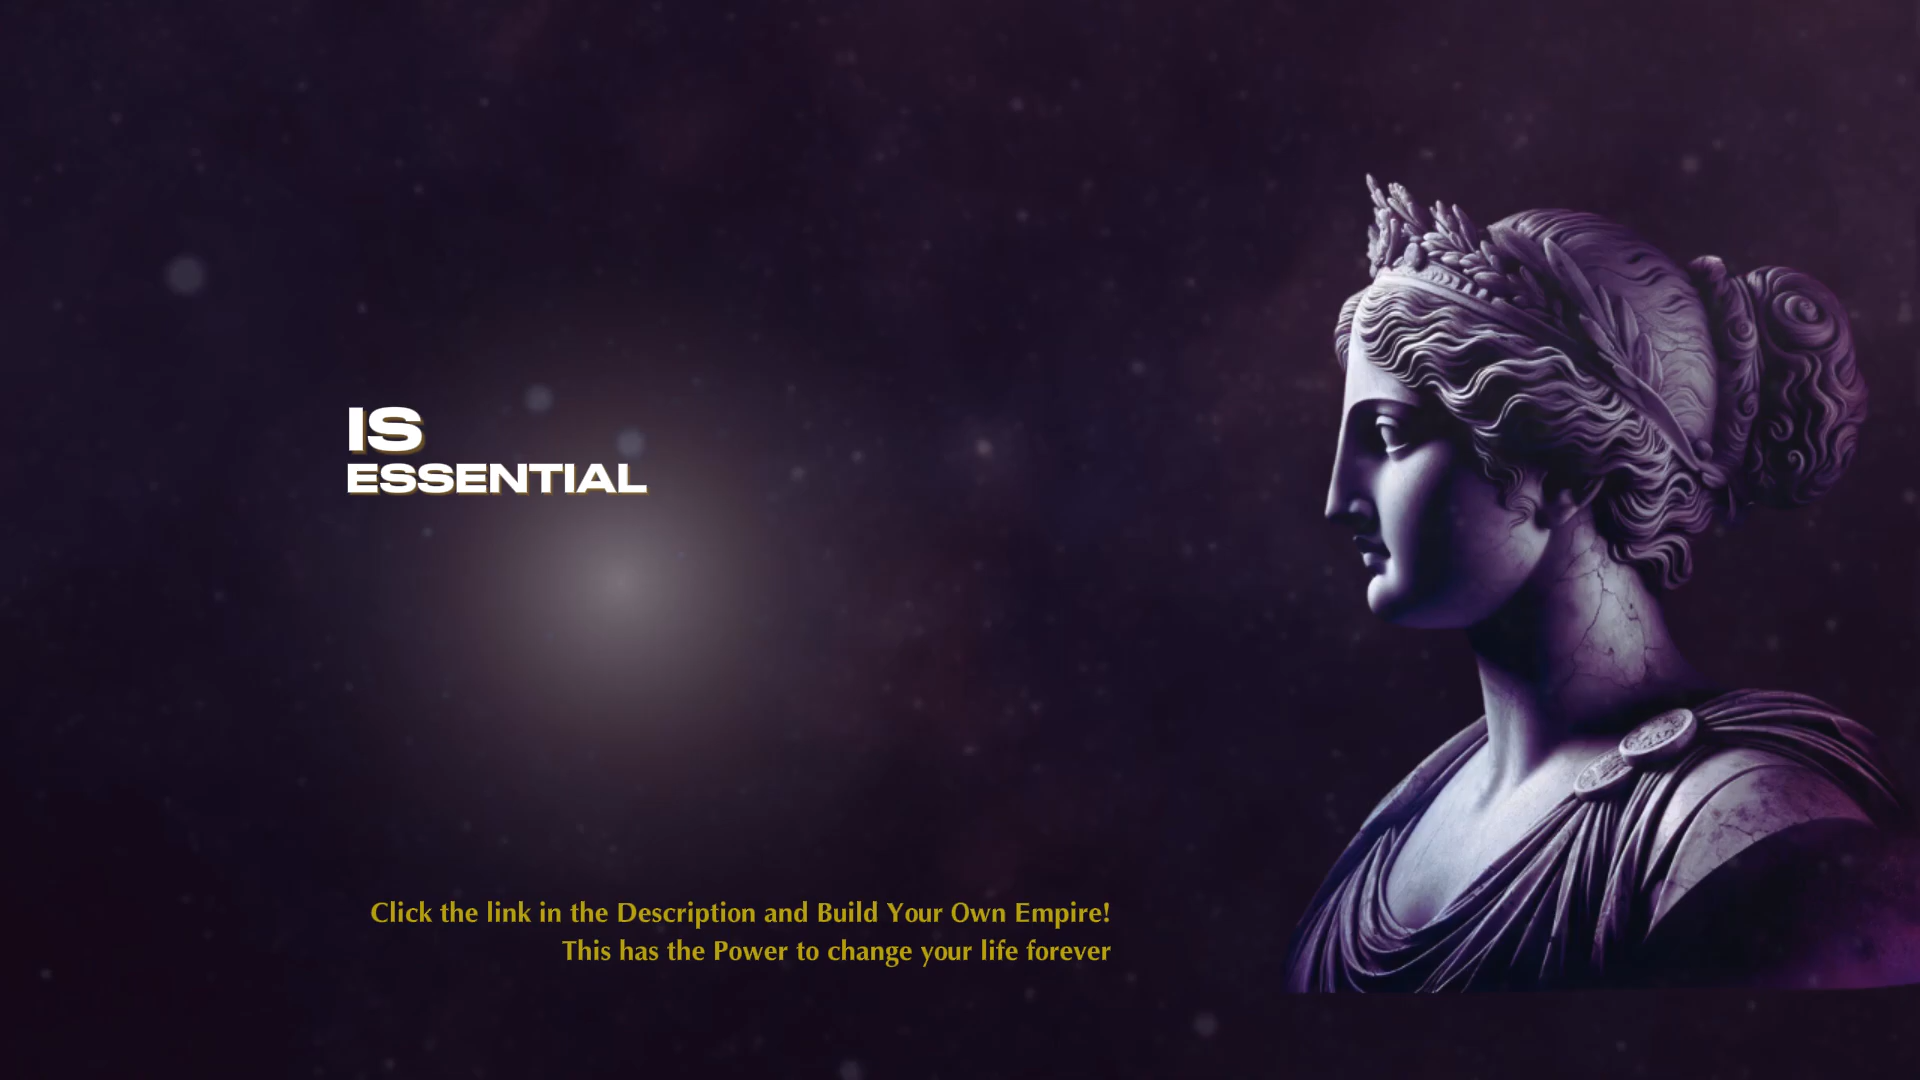 IS
ESSENTIAL
Click the link in the Description and Build Your Own Empire!
This has the Power to change your life forever